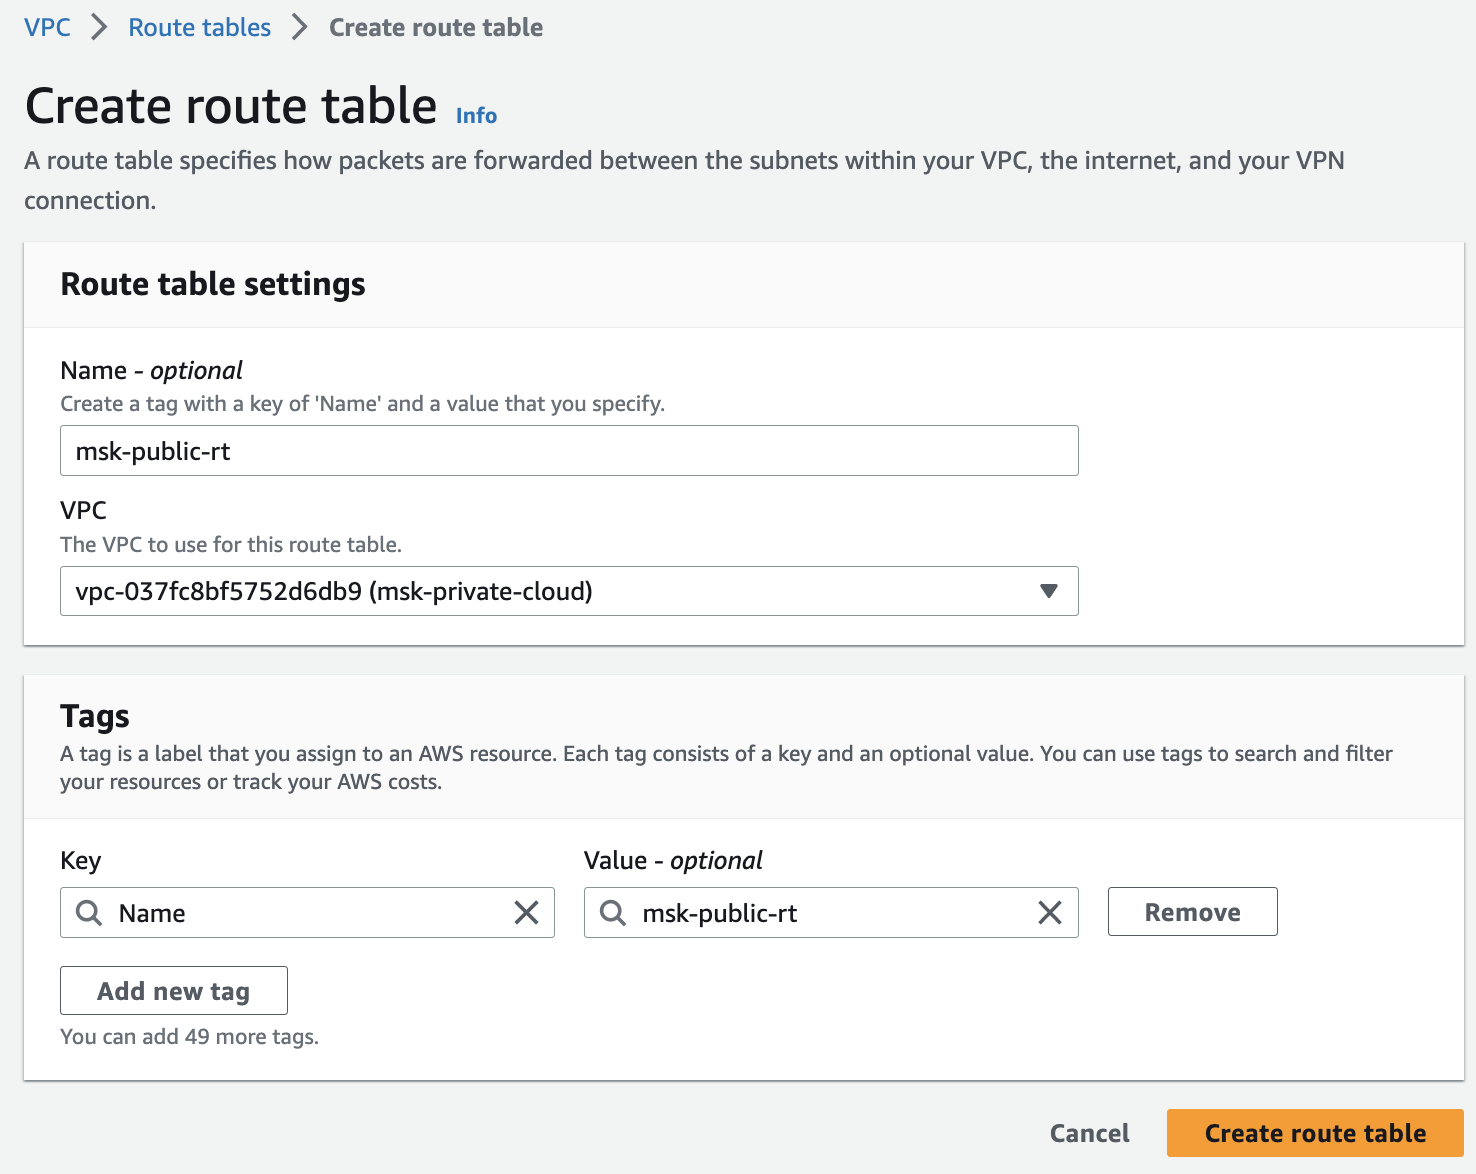 VPC > Route tables > Create route table
Create route table Info
A route table specifies how packets are forwarded between the subnets within your VPC, the internet, and your VPN
connection.
Route table settings
Name - optional
Create a tag with a key of 'Name' and a value that you specify.
msk-public-rt
VPC
The VPC to use for this route table.
vpc-037fc8bf5752d6db9 (msk-private-cloud)
Tags
A tag is a label that you assign to an AWS resource. Each tag consists of a key and an optional value. You can use tags to search and filter
your resources or track your AWS costs.
Key Value - optional
Name msk-public-rt Remove
Add new tag
You can add 49 more tags.
Cancel Create route table